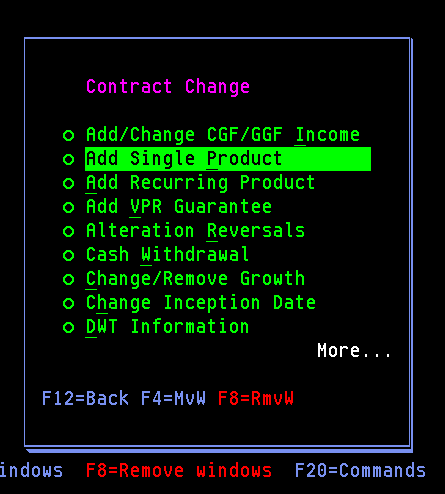 Contract Change
Add/Change CGF/GGF Income
Add Single Product
Add Recurring Product
Add VPR Guarantee
Alteration Reversals
Cash Withdrawal
Change/Remove Growth
Change Inception Date
DWT Information
More...
F12=Back F4=MvW F8=RmvW
indows F8=Remove windows F20=Commands